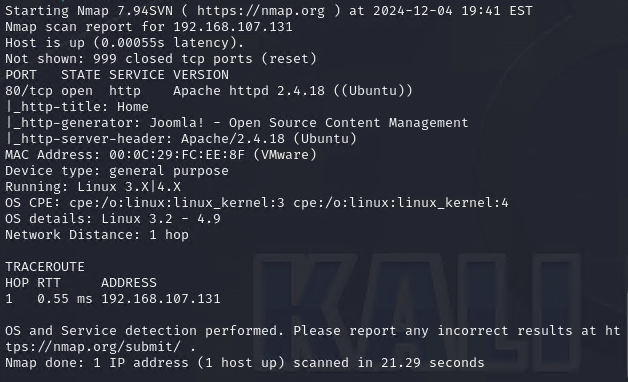 Starting Nmap 7.94SVN ( https://nmap.org ) at 2024-12-04 19:41 EST
Nmap scan report for 192.168.107.131
Host is up (0.00055s latency).
Not shown: 999 closed tcp ports (reset)
PORT   STATE SERVICE VERSION
80/tcp open  http    Apache httpd 2.4.18 ((Ubuntu))
|_http-title: Home
|_http-generator: Joomla! - Open Source Content Management
|_http-server-header: Apache/2.4.18 (Ubuntu)
MAC Address: 00:0C:29:FC:EE:8F (VMware)
Device type: general purpose
Running: Linux 3.X|4.X
OS CPE: cpe:/o:linux:linux_kernel:3 cpe:/o:linux:linux_kernel:4
OS details: Linux 3.2 - 4.9
Network Distance: 1 hop
TRACEROUTE
HOP RTT     ADDRESS
1   0.55 ms 192.168.107.131
OS and Service detection performed. Please report any incorrect results at ht
tps://nmap.org/submit/ .
Nmap done: 1 IP address (1 host up) scanned in 21.29 seconds
KALI